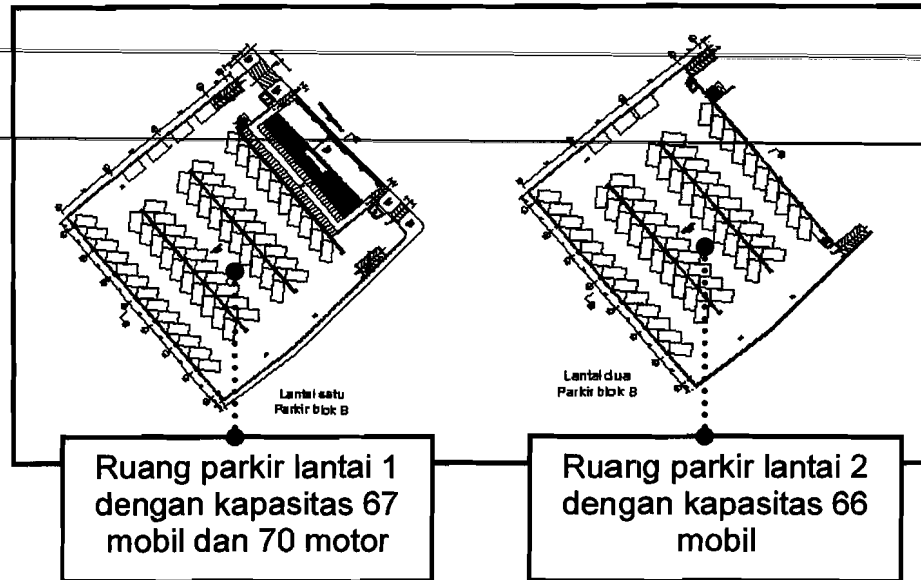 Lantai satu
Parkir blok B
Lantai dua
Parkir blok B
Ruang parkir lantai 1
dengan kapasitas 67
mobil dan 70 motor
Ruang parkir lantai 2
dengan kapasitas 66
mobil